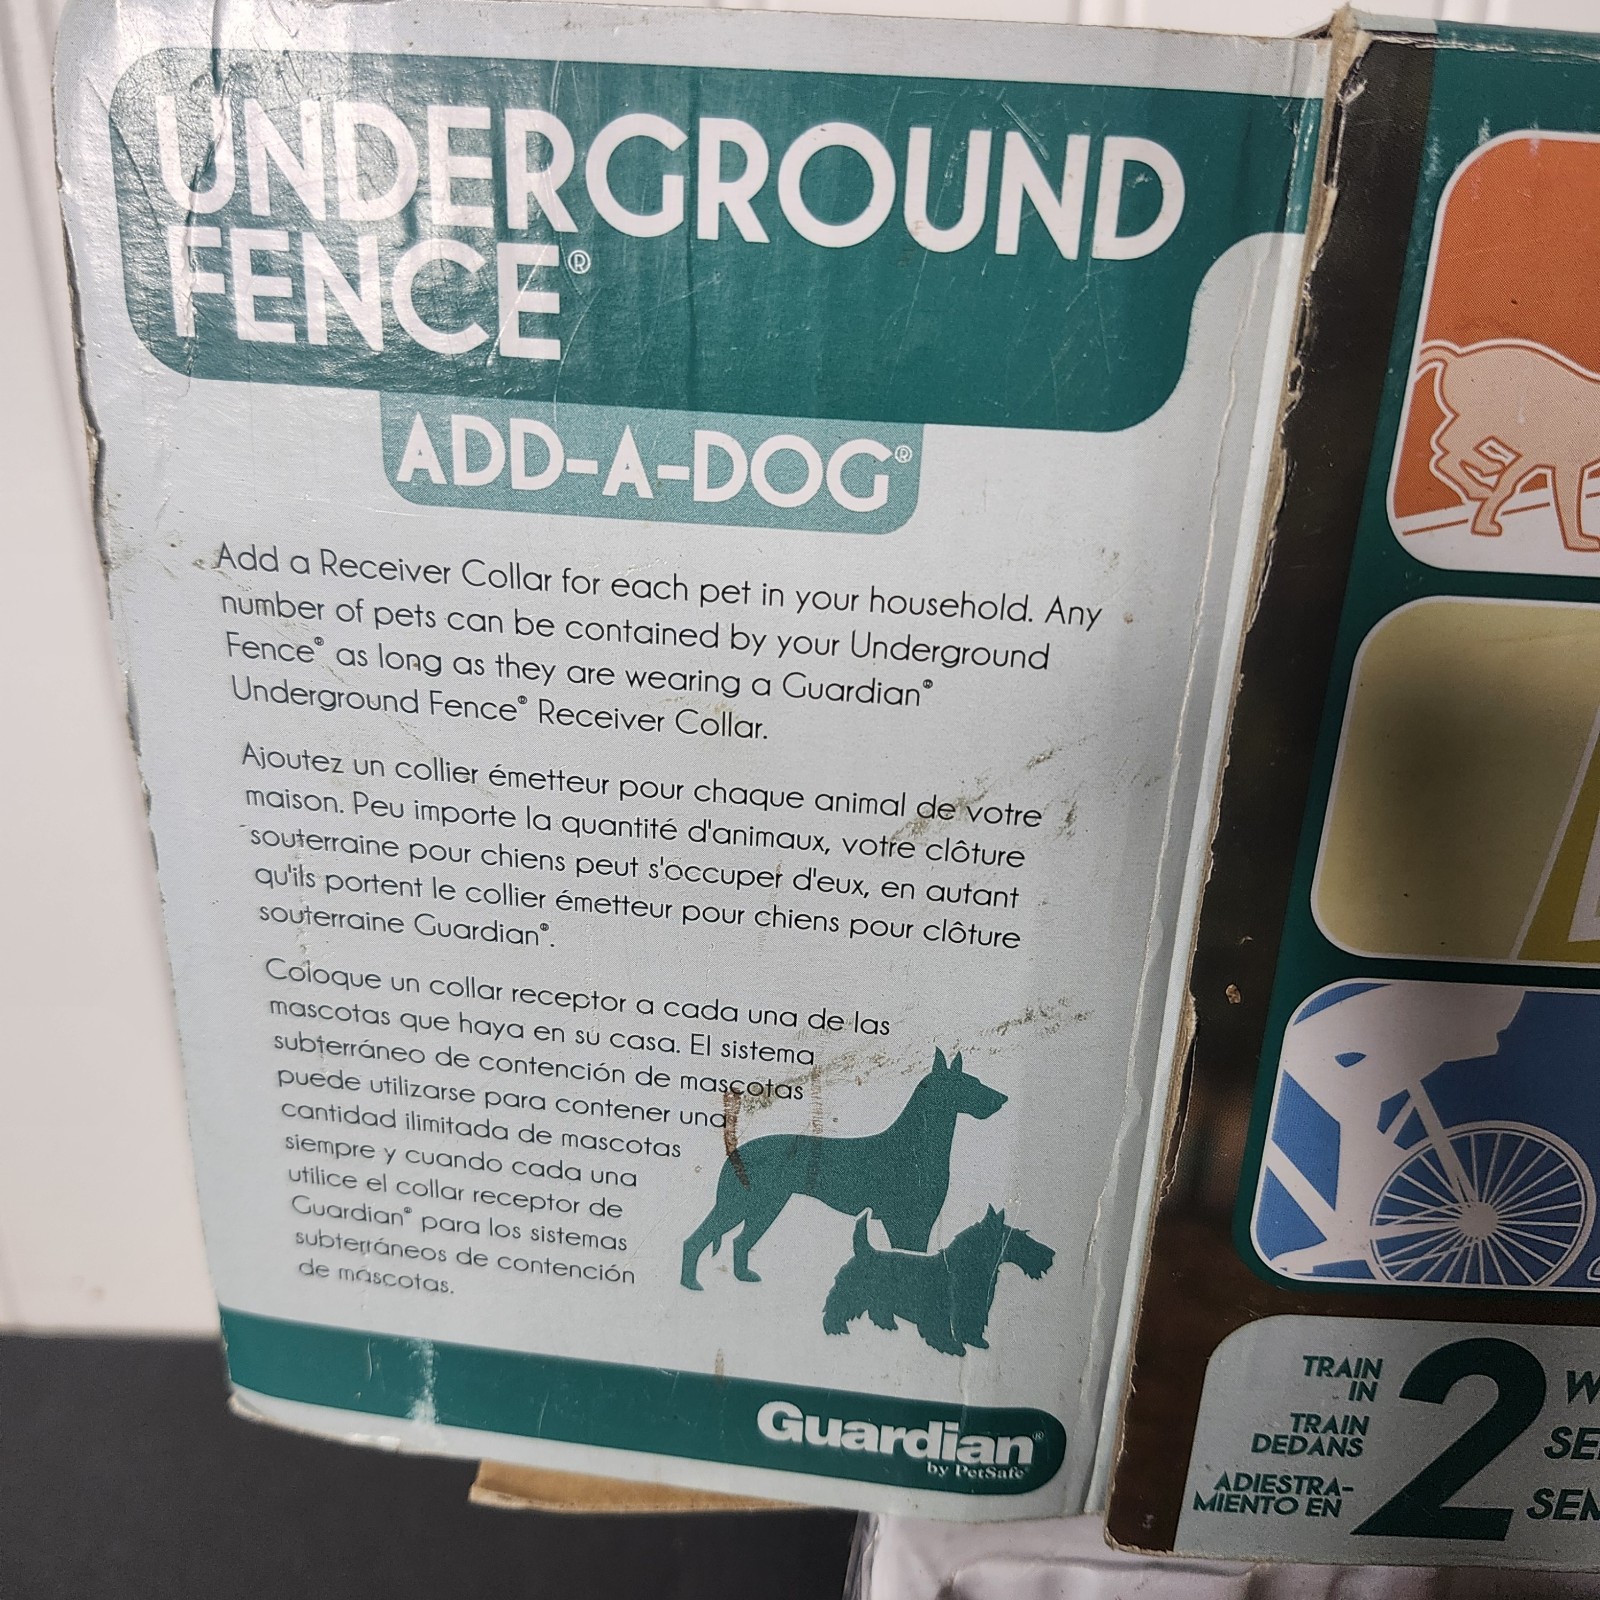 UNDERGROUND
FENCE®
ADD-A-DOG®
Add a Receiver Collar for each pet in your household. Any
number of pets can be contained by your Underground
Fence® as long as they are wearing a Guardian®
Underground Fence® Receiver Collar.
Ajoutez un collier émetteur pour chaque animal de votre
maison. Peu importe la quantité d'animaux, votre clôture
souterraine pour chiens peut s'occuper d'eux, en autant
qu'ils portent le collier émetteur pour chiens pour clôture
souterraine Guardian®.
Coloque un collar receptor a cada una de las
mascotas que haya en su casa. El sistema
subterráneo de contención de mascotas
puede utilizarse para contener una
cantidad ilimitada de mascotas
siempre y cuando cada una
utilice el collar receptor de
Guardian® para los sistemas
subterráneos de contención
de mascotas.
Guardian®
by PetSafe
TRAIN
IN
TRAIN
DEDANS
ADIESTRA-
MIENTO EN
2